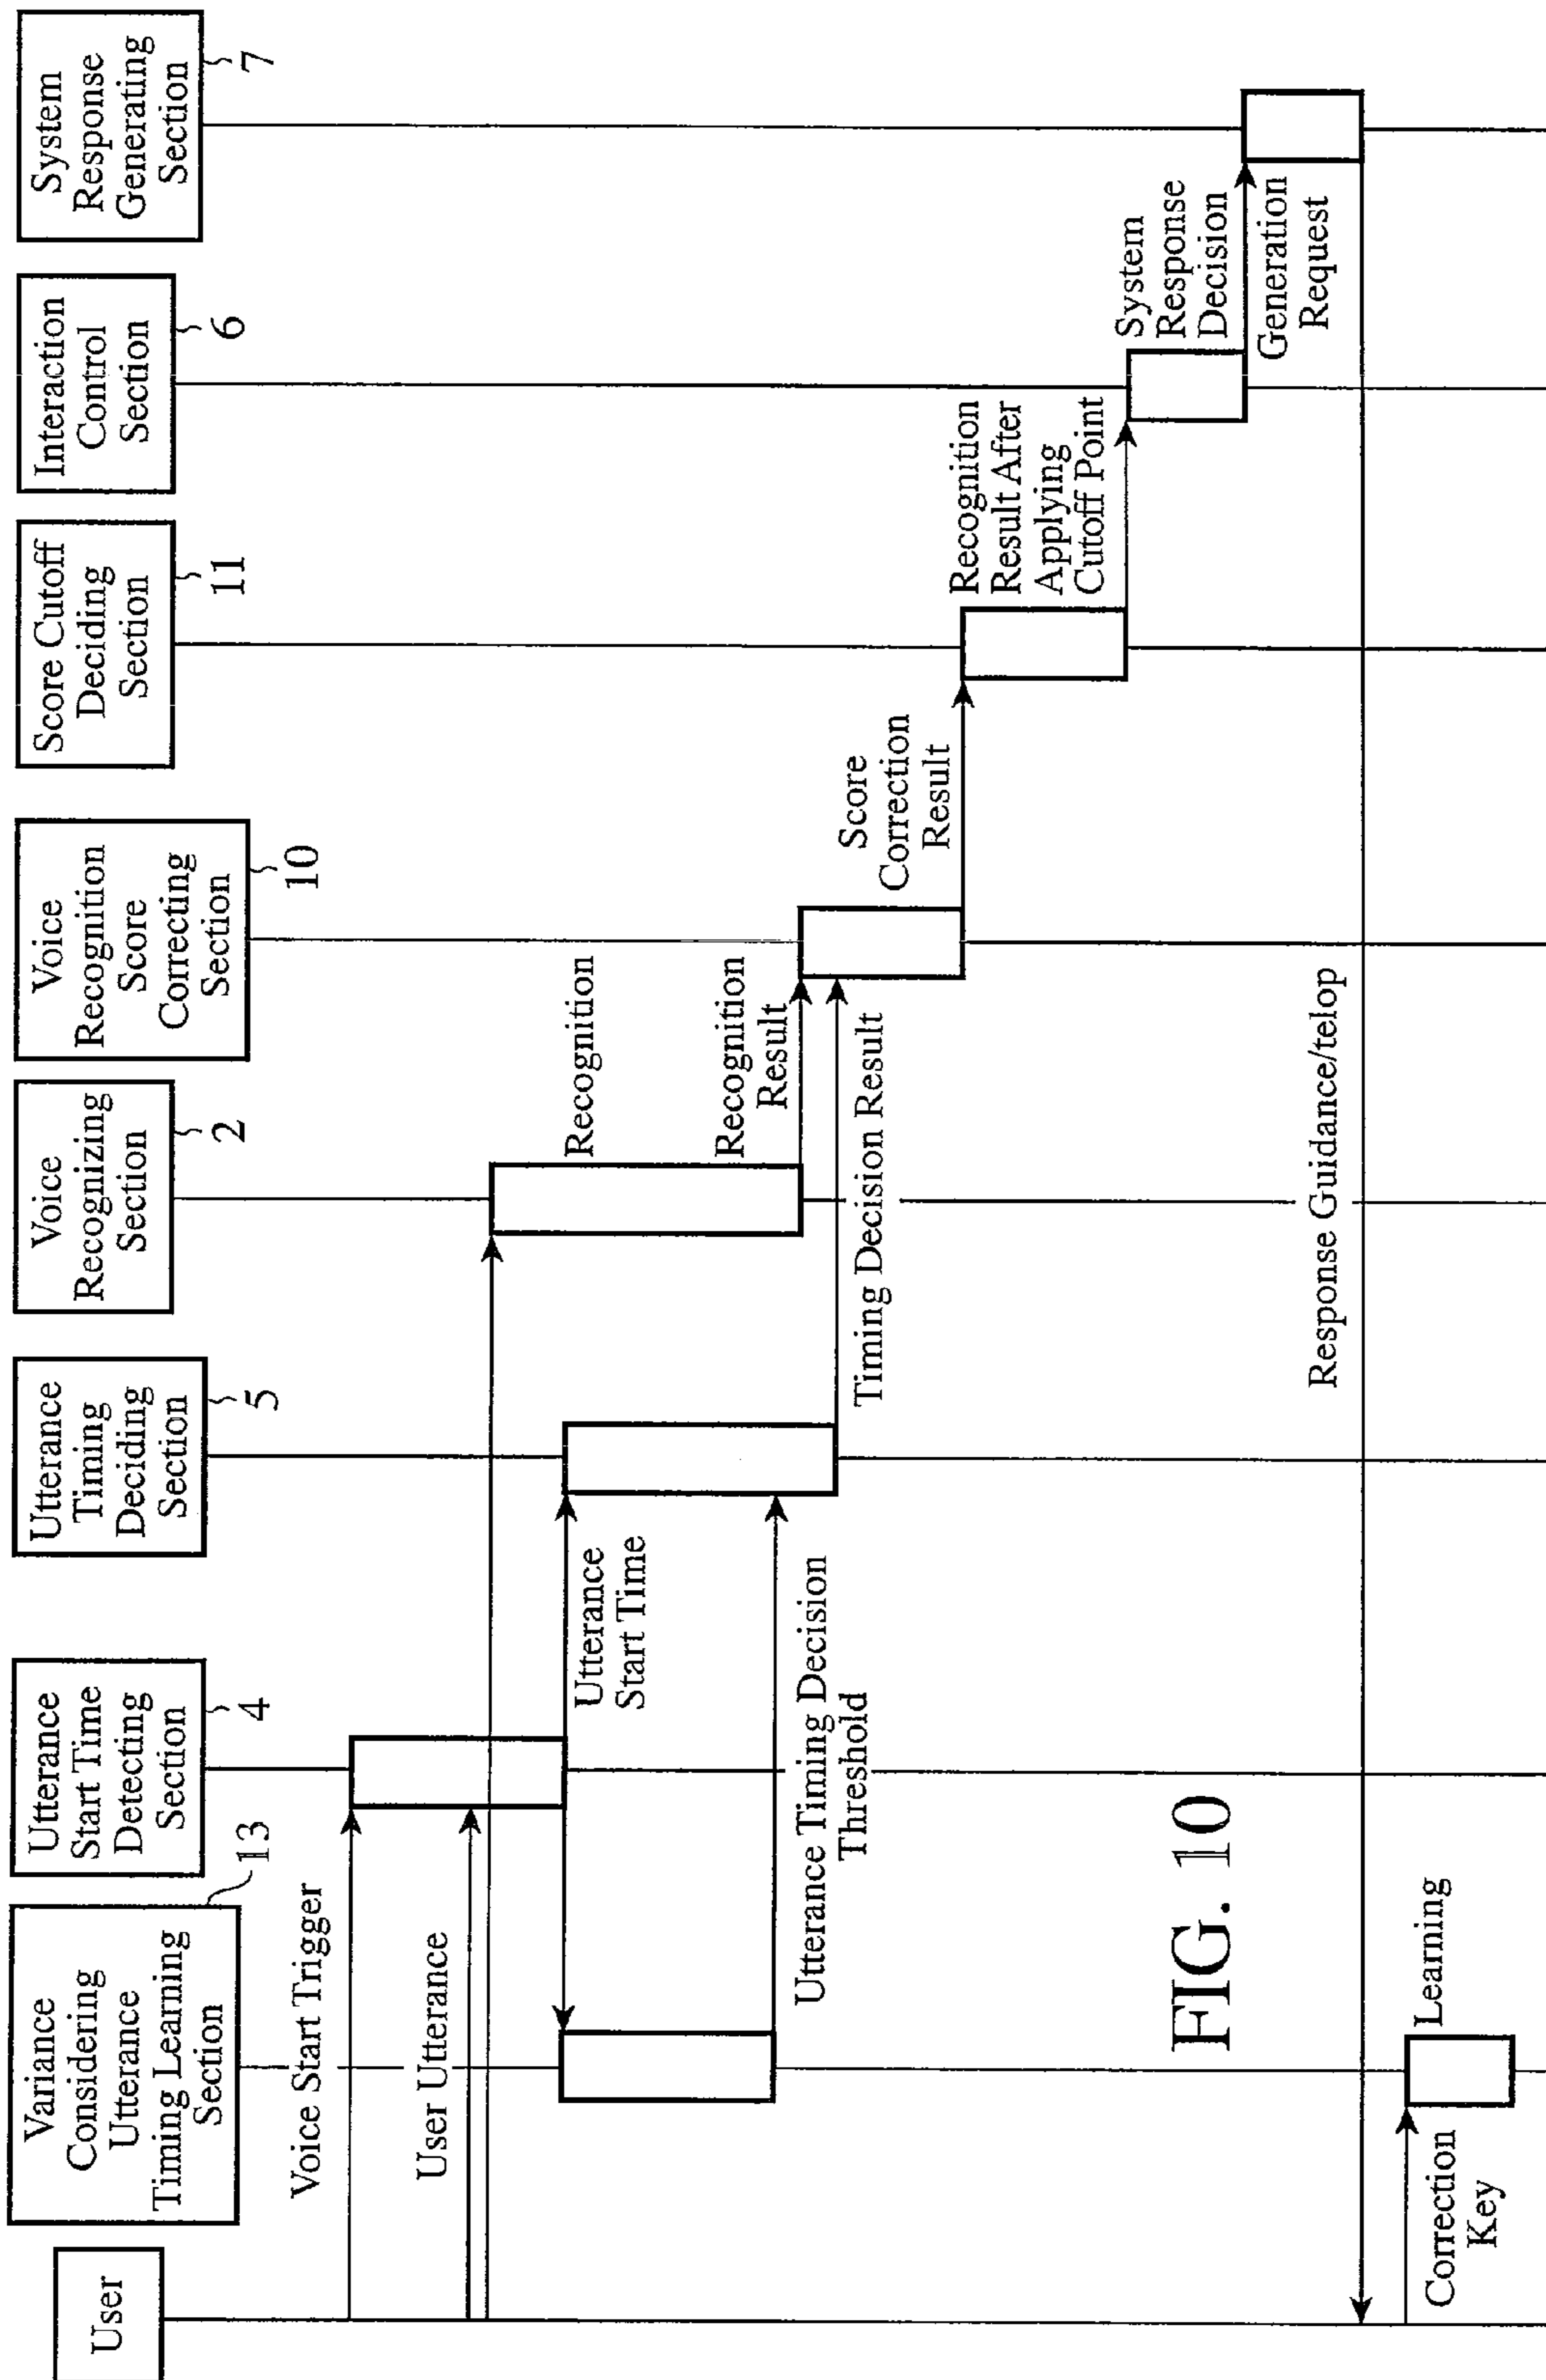 User
Variance
Considering
Utterance
Timing Learning
Section
13
Utterance
Start Time
Detecting
Section
4
Utterance
Timing
Deciding
Section
5
Voice
Recognizing
Section
2
Voice
Recognition
Score
Correcting
Section
10
Score Cutoff
Deciding
Section
11
Interaction
Control
Section
6
System
Response
Generating
Section
7
Voice Start Trigger
User Utterance
Utterance
Start Time
Recognition
Recognition
Result
Utterance Timing Decision
Threshold
Timing Decision Result
Score
Correction
Result
Recognition
Result After
Applying
Cutoff Point
System
Response
Decision
Generation
Request
Response Guidance/telop
Correction
Key
Learning
FIG. 10